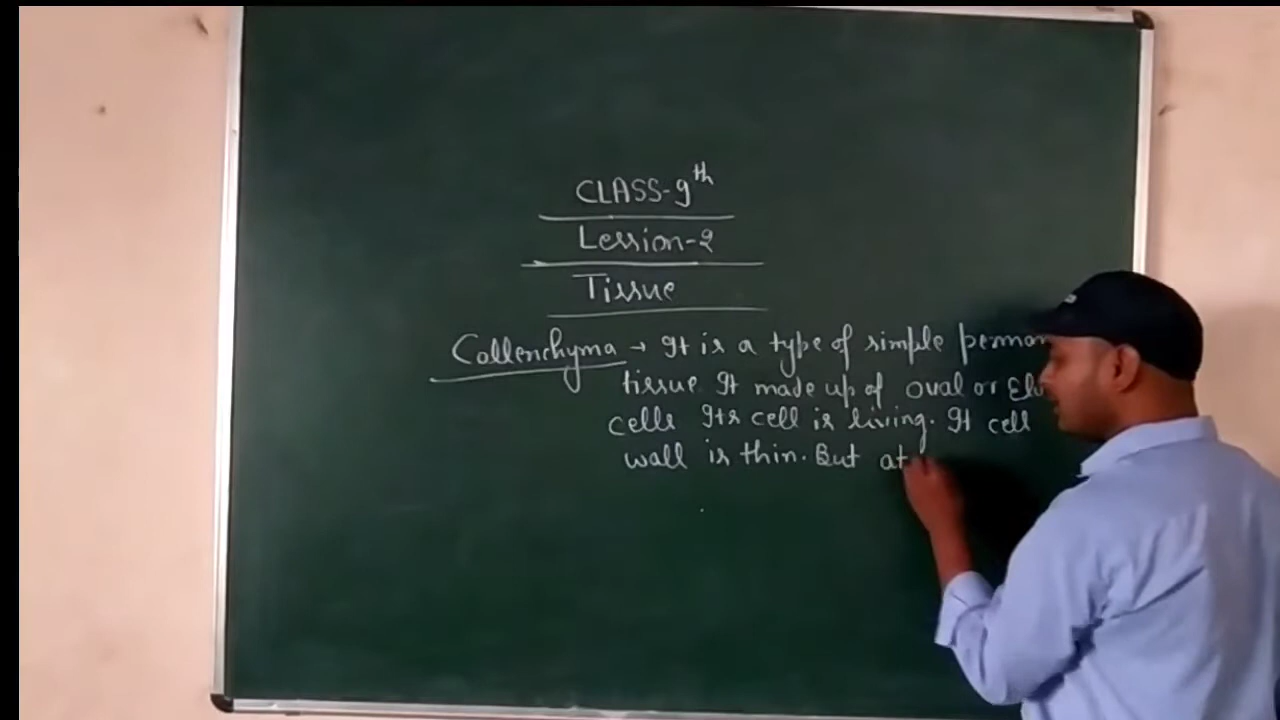 CLASS-9th
Lession-2
Tissue
Collenchyma → It is a type of simple perman
tissue It made up of oval or El
cells Its cell is living. It cell
wall is thin. But at